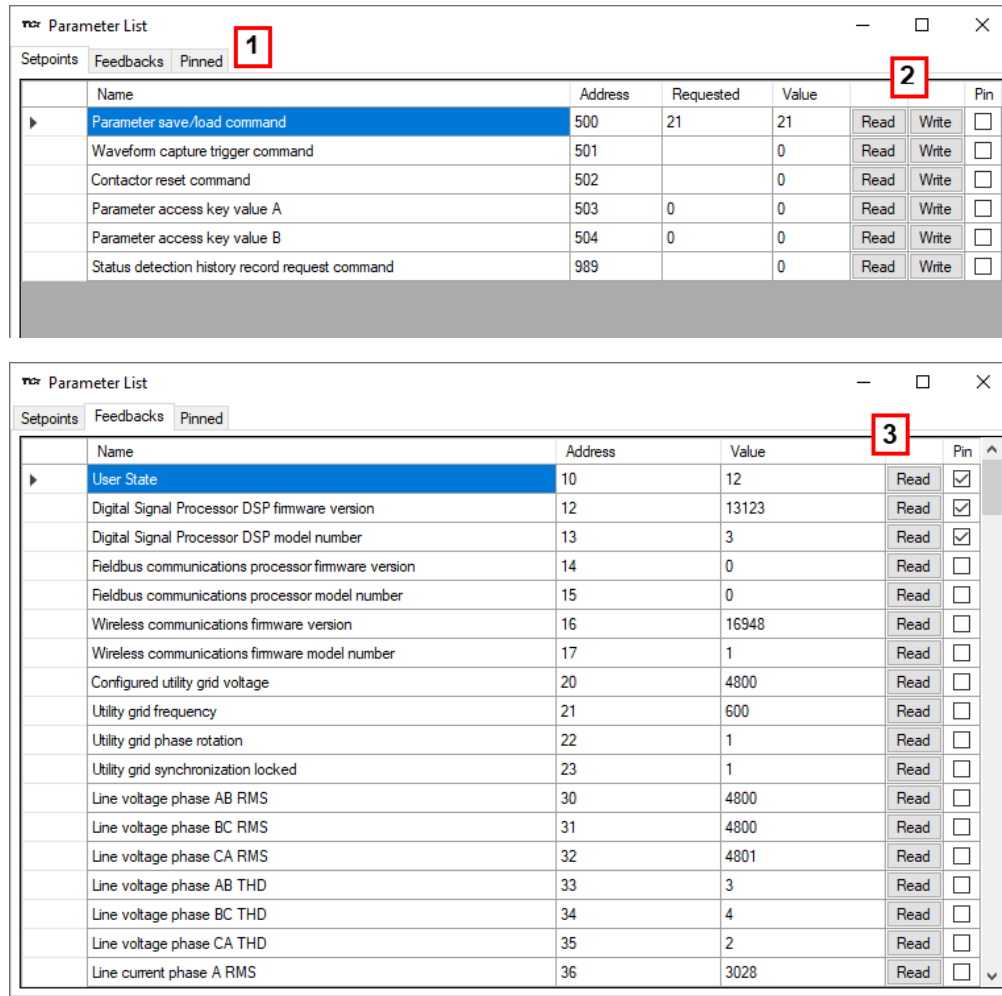 TCI Parameter List
1
Setpoints Feedbacks Pinned
2
Name Address Requested Value Pin
Parameter save/load command 500 21 21 Read Write
Waveform capture trigger command 501 0 Read Write
Contactor reset command 502 0 Read Write
Parameter access key value A 503 0 0 Read Write
Parameter access key value B 504 0 0 Read Write
Status detection history record request command 989 0 Read Write
TCI Parameter List
Setpoints Feedbacks Pinned
3
Name Address Value Pin
User State 10 12 Read
Digital Signal Processor DSP firmware version 12 13123 Read
Digital Signal Processor DSP model number 13 3 Read
Fieldbus communications processor firmware version 14 0 Read
Fieldbus communications processor model number 15 0 Read
Wireless communications firmware version 16 16948 Read
Wireless communications firmware model number 17 1 Read
Configured utility grid voltage 20 4800 Read
Utility grid frequency 21 600 Read
Utility grid phase rotation 22 1 Read
Utility grid synchronization locked 23 1 Read
Line voltage phase AB RMS 30 4800 Read
Line voltage phase BC RMS 31 4800 Read
Line voltage phase CA RMS 32 4801 Read
Line voltage phase AB THD 33 3 Read
Line voltage phase BC THD 34 4 Read
Line voltage phase CA THD 35 2 Read
Line current phase A RMS 36 3028 Read